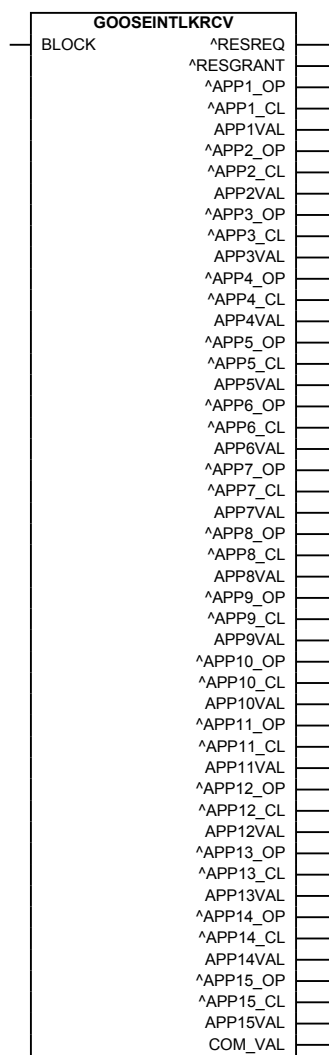 GOOSEINTLKRCV
BLOCK ^RESREQ
^RESGRANT
^APP1_OP
^APP1_CL
APP1VAL
^APP2_OP
^APP2_CL
APP2VAL
^APP3_OP
^APP3_CL
APP3VAL
^APP4_OP
^APP4_CL
APP4VAL
^APP5_OP
^APP5_CL
APP5VAL
^APP6_OP
^APP6_CL
APP6VAL
^APP7_OP
^APP7_CL
APP7VAL
^APP8_OP
^APP8_CL
APP8VAL
^APP9_OP
^APP9_CL
APP9VAL
^APP10_OP
^APP10_CL
APP10VAL
^APP11_OP
^APP11_CL
APP11VAL
^APP12_OP
^APP12_CL
APP12VAL
^APP13_OP
^APP13_CL
APP13VAL
^APP14_OP
^APP14_CL
APP14VAL
^APP15_OP
^APP15_CL
APP15VAL
COM_VAL